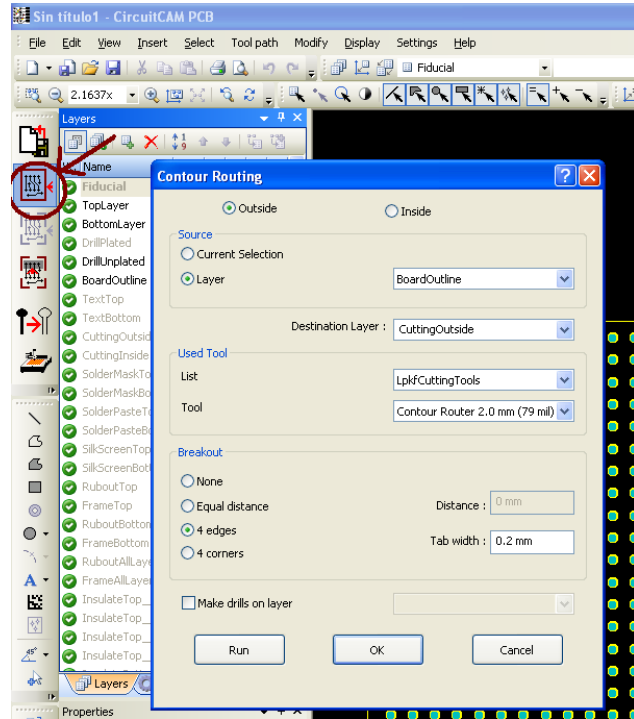 Sin título1 - CircuitCAM PCB
File Edit View Insert Select Tool path Modify Display Settings Help
Fiducial
2.1637x
Layers
Name
Fiducial
TopLayer
BottomLayer
DrillPlated
DrillUnplated
BoardOutline
TextTop
TextBottom
CuttingOutsid
CuttingInside
SolderMaskTo
SolderMaskBo
SolderPasteTo
SolderPasteBo
SilkScreenTop
SilkScreenBot
RuboutTop
FrameTop
RuboutBottom
FrameBottom
RuboutAllLaye
FrameAllLayer
InsulateTop_
InsulateTop_
InsulateTop_
InsulateTop_
Layers
Properties
Contour Routing
Outside Inside
Source
Current Selection
Layer BoardOutline
Destination Layer : CuttingOutside
Used Tool
List LpkfCuttingTools
Tool Contour Router 2.0 mm (79 mil)
Breakout
None
Equal distance Distance : 0 mm
4 edges
Tab width : 0.2 mm
4 corners
Make drills on layer
Run OK Cancel